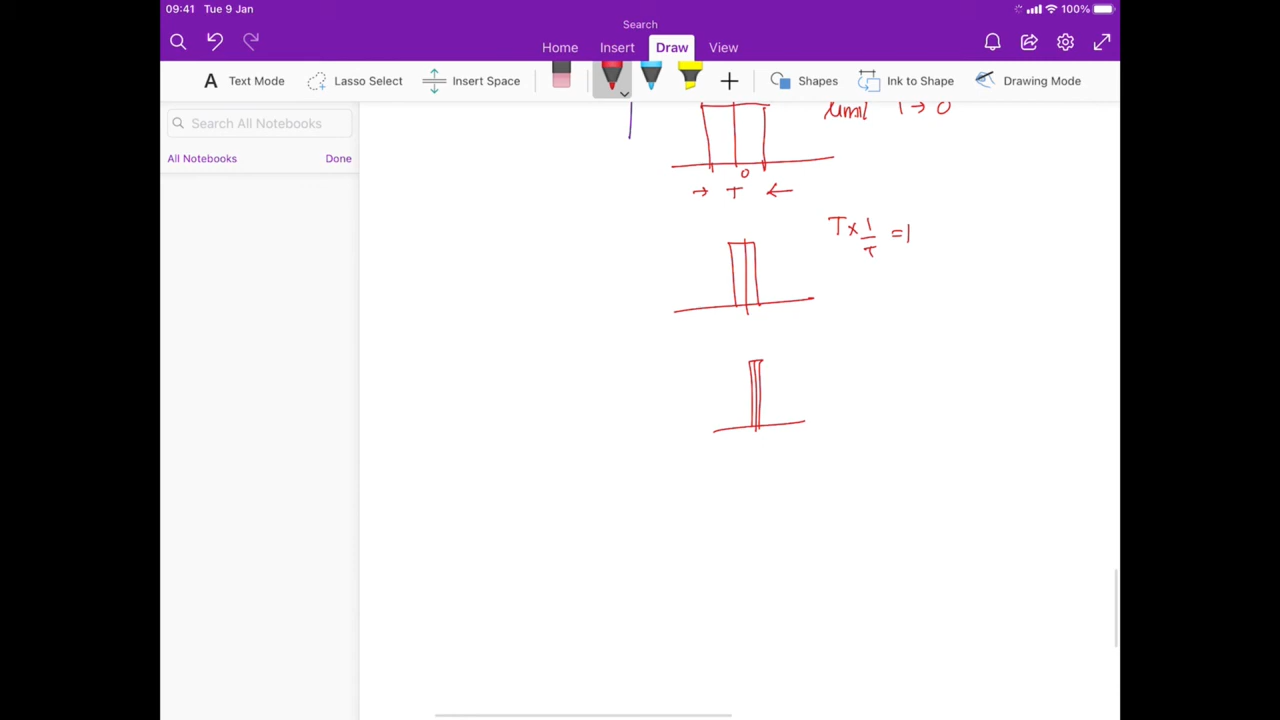 09:41 Tue 9 Jan
100%
Search
Home Insert Draw View
A Text Mode Lasso Select Insert Space Shapes Ink to Shape Drawing Mode
Search All Notebooks
All Notebooks Done
→ 0
0
→ T ←
T × 1/T = 1